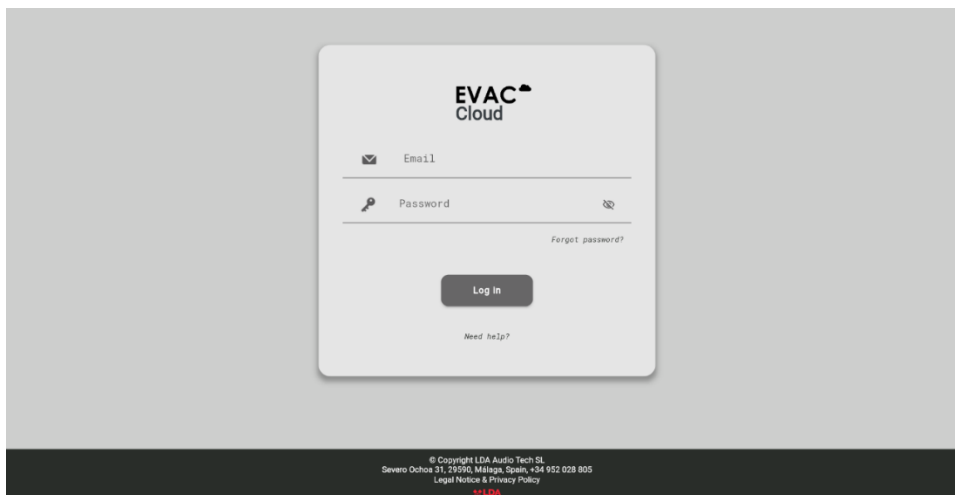 EVAC
Cloud
Email
Password
Forgot password?
Log in
Need help?
© Copyright LDA Audio Tech SL
Severo Ochoa 31, 29590, Málaga, Spain, +34 952 028 805
Legal Notice & Privacy Policy
LDA